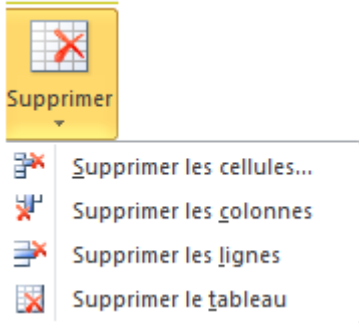 Supprimer
Supprimer les cellules...
Supprimer les colonnes
Supprimer les lignes
Supprimer le tableau